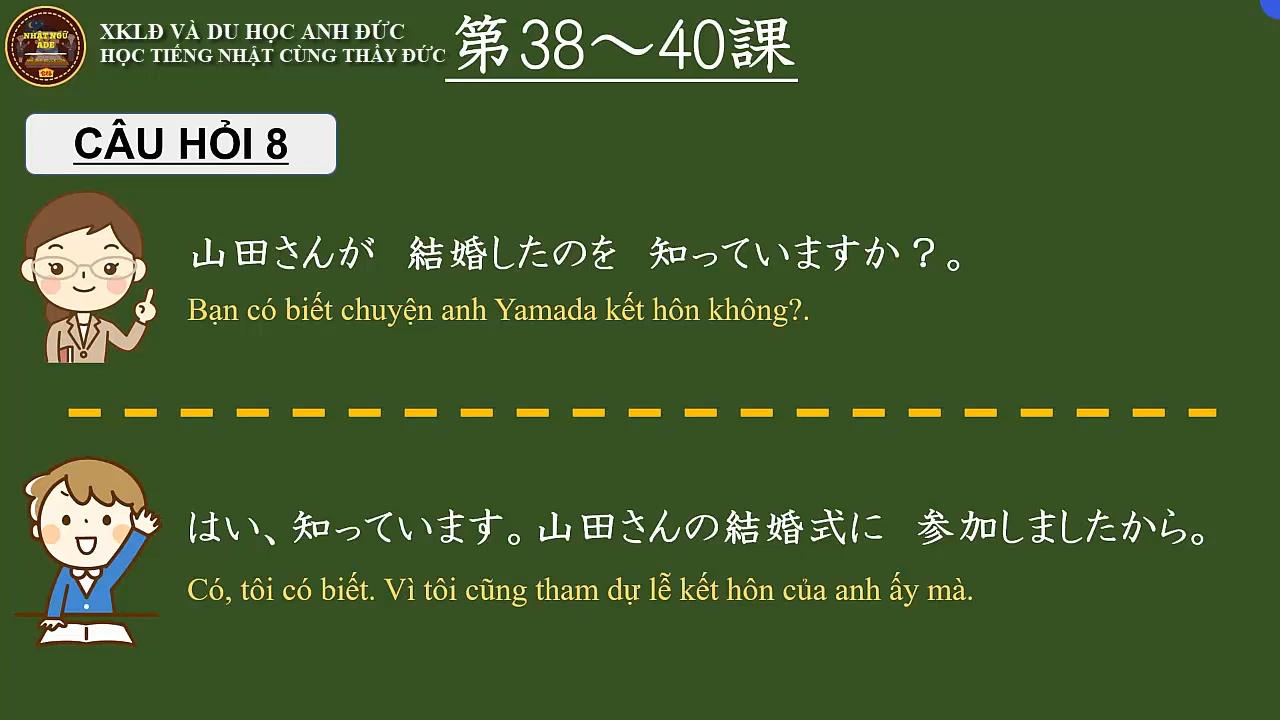 NHẬT NGỮ
ADE
XKLĐ VÀ DU HỌC ANH ĐỨC
HỌC TIẾNG NHẬT CÙNG THẦY ĐỨC
第38～40課
CÂU HỎI 8
山田さんが 結婚したのを 知っていますか？。
Bạn có biết chuyện anh Yamada kết hôn không?.
はい、知っています。山田さんの結婚式に 参加しましたから。
Có, tôi có biết. Vì tôi cũng tham dự lễ kết hôn của anh ấy mà.